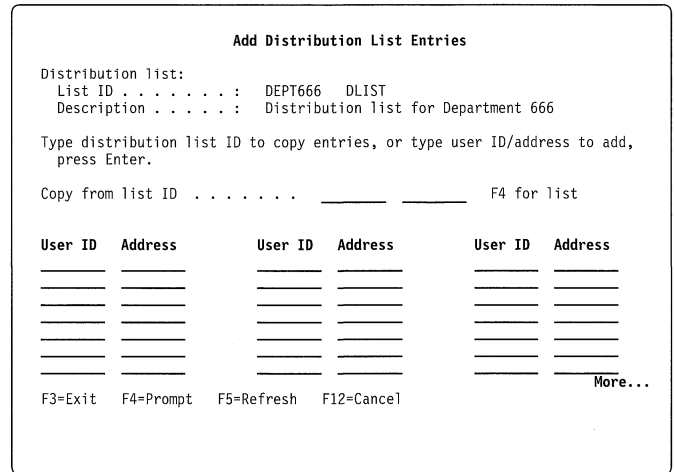 Add Distribution List Entries
Distribution list:
List ID . . . . . . . : DEPT666 DLIST
Description . . . . . : Distribution list for Department 666
Type distribution list ID to copy entries, or type user ID/address to add,
press Enter.
Copy from list ID . . . . . . . ______ ______ F4 for list
User ID Address User ID Address User ID Address
More...
F3=Exit F4=Prompt F5=Refresh F12=Cancel